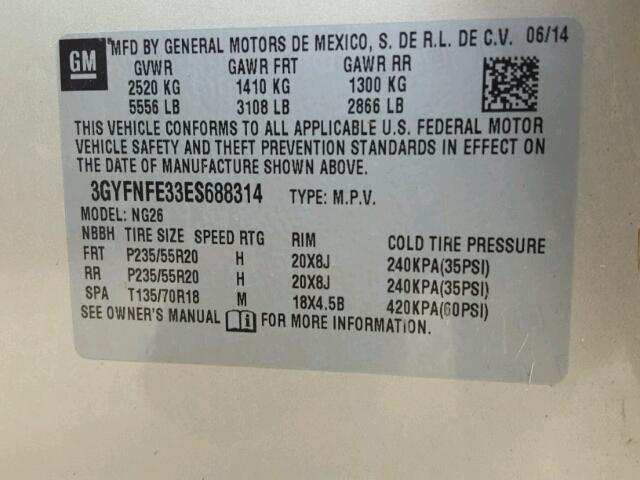 GM
"MFD BY GENERAL MOTORS DE MEXICO, S. DE R.L. DE C.V. 06/14
GVWR GAWR FRT GAWR RR
2520 KG 1410 KG 1300 KG
5556 LB 3108 LB 2866 LB
THIS VEHICLE CONFORMS TO ALL APPLICABLE U.S. FEDERAL MOTOR
VEHICLE SAFETY AND THEFT PREVENTION STANDARDS IN EFFECT ON
THE DATE OF MANUFACTURE SHOWN ABOVE.
3GYFNFE33ES688314 TYPE: M.P.V.
MODEL: NG26
NBBH TIRE SIZE SPEED RTG RIM COLD TIRE PRESSURE
FRT P235/55R20 H 20X8J 240KPA(35PSI)
RR P235/55R20 H 20X8J 240KPA(35PSI)
SPA T135/70R18 M 18X4.5B 420KPA(60PSI)
SEE OWNER'S MANUAL FOR MORE INFORMATION.